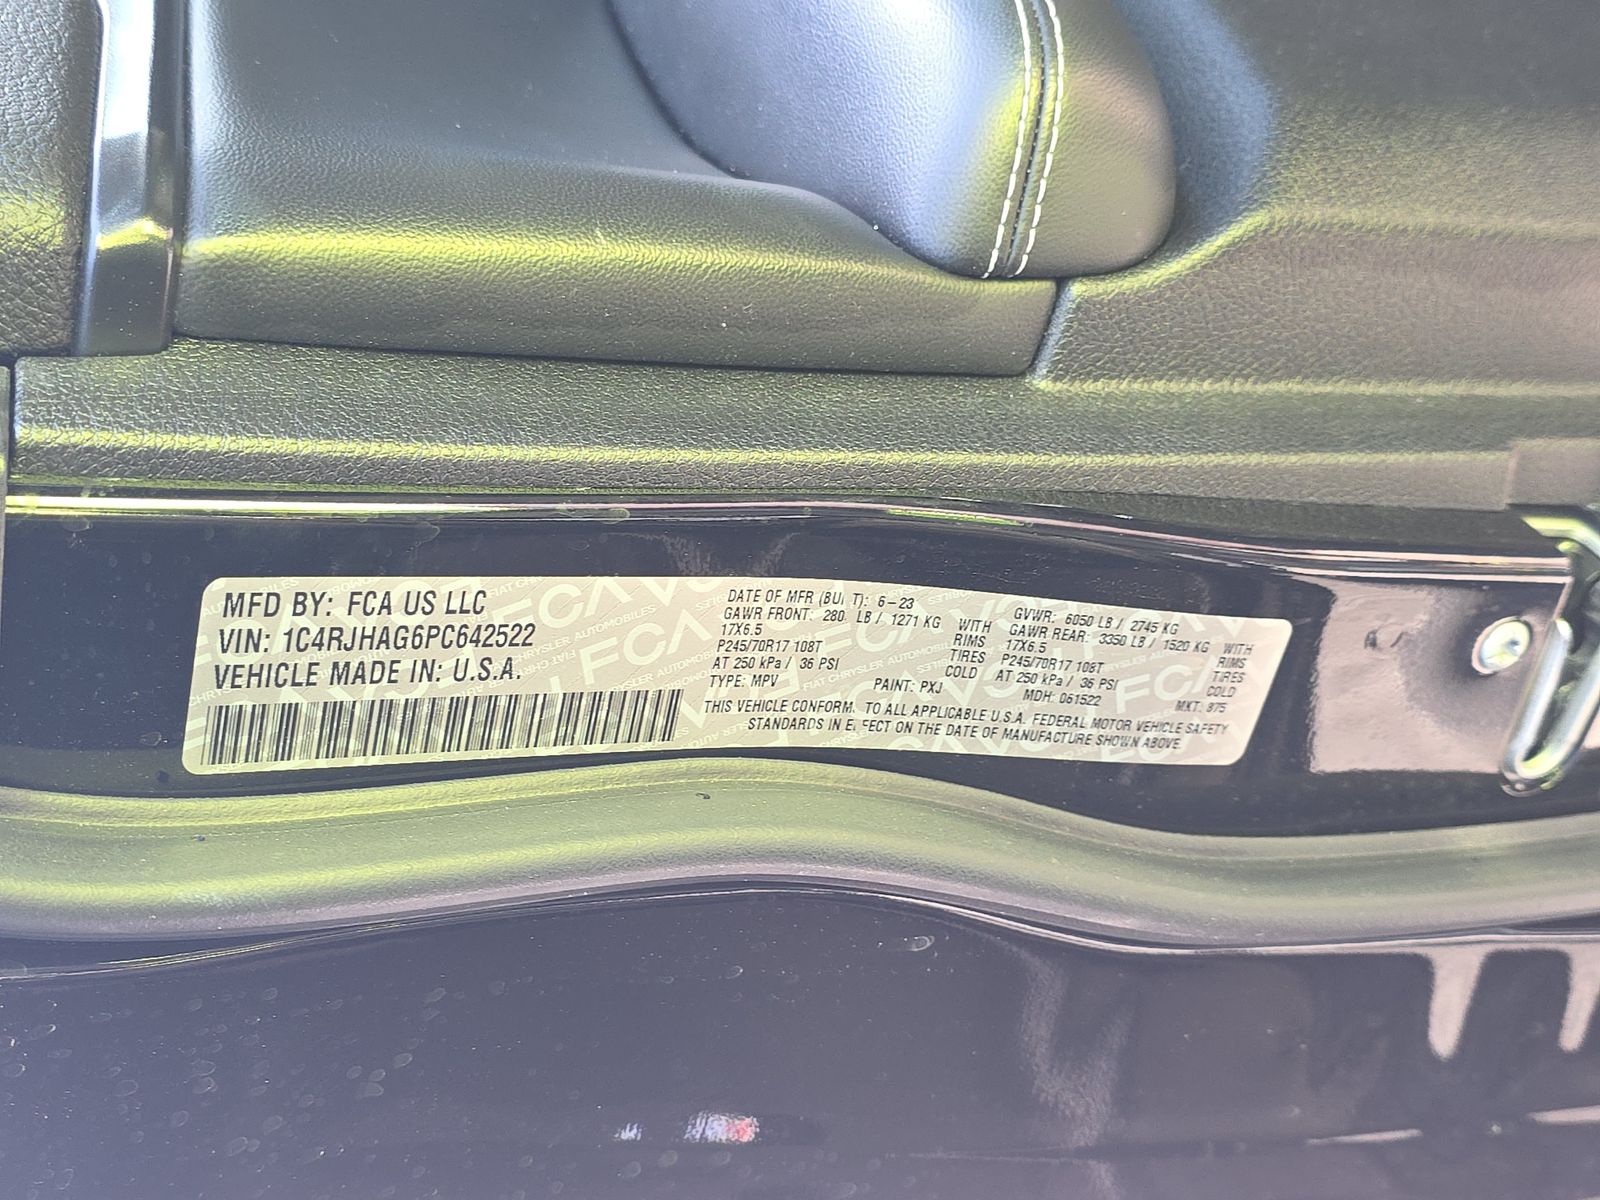 MFD BY: FCA US LLC
VIN: 1C4RJHAG6PC642522
VEHICLE MADE IN: U.S.A.
DATE OF MFR (BUI T): 6-23
GAWR FRONT: 280 LB / 1271 KG WITH
17X6.5 RIMS
P245/70R17 108T TIRES
AT 250 kPa / 36 PSI COLD
TYPE: MPV PAINT: PXJ
GVWR: 6050 LB / 2745 KG
GAWR REAR: 3350 LB / 1520 KG WITH
17X6.5 RIMS
P245/70R17 108T TIRES
AT 250 kPa / 36 PSI COLD
MDH: 061522 MKT: 875
THIS VEHICLE CONFORM. TO ALL APPLICABLE U.S.A. FEDERAL MOTOR VEHICLE SAFETY
STANDARDS IN E. FECT ON THE DATE OF MANUFACTURE SHOWN ABOVE.